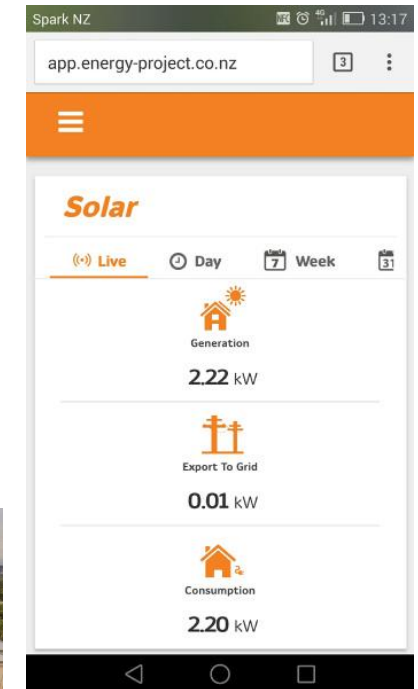 Spark NZ 4G 13:17
app.energy-project.co.nz 3
Solar
Live Day 7 Week 31
Generation
2.22 kW
Export To Grid
0.01 kW
Consumption
2.20 kW